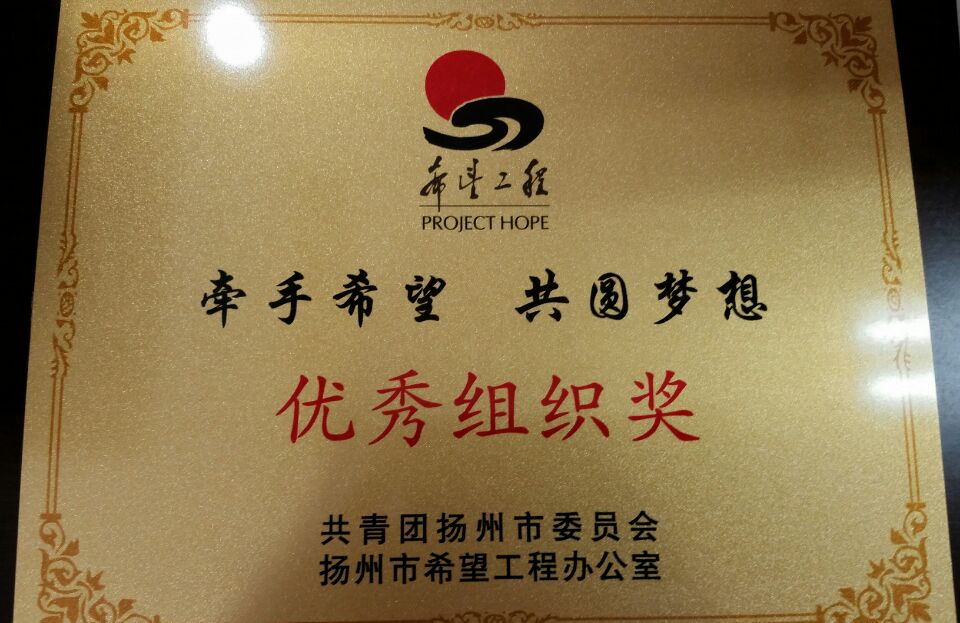 希望工程
PROJECT HOPE
牵手希望 共圆梦想
优秀组织奖
共青团扬州市委员会
扬州市希望工程办公室